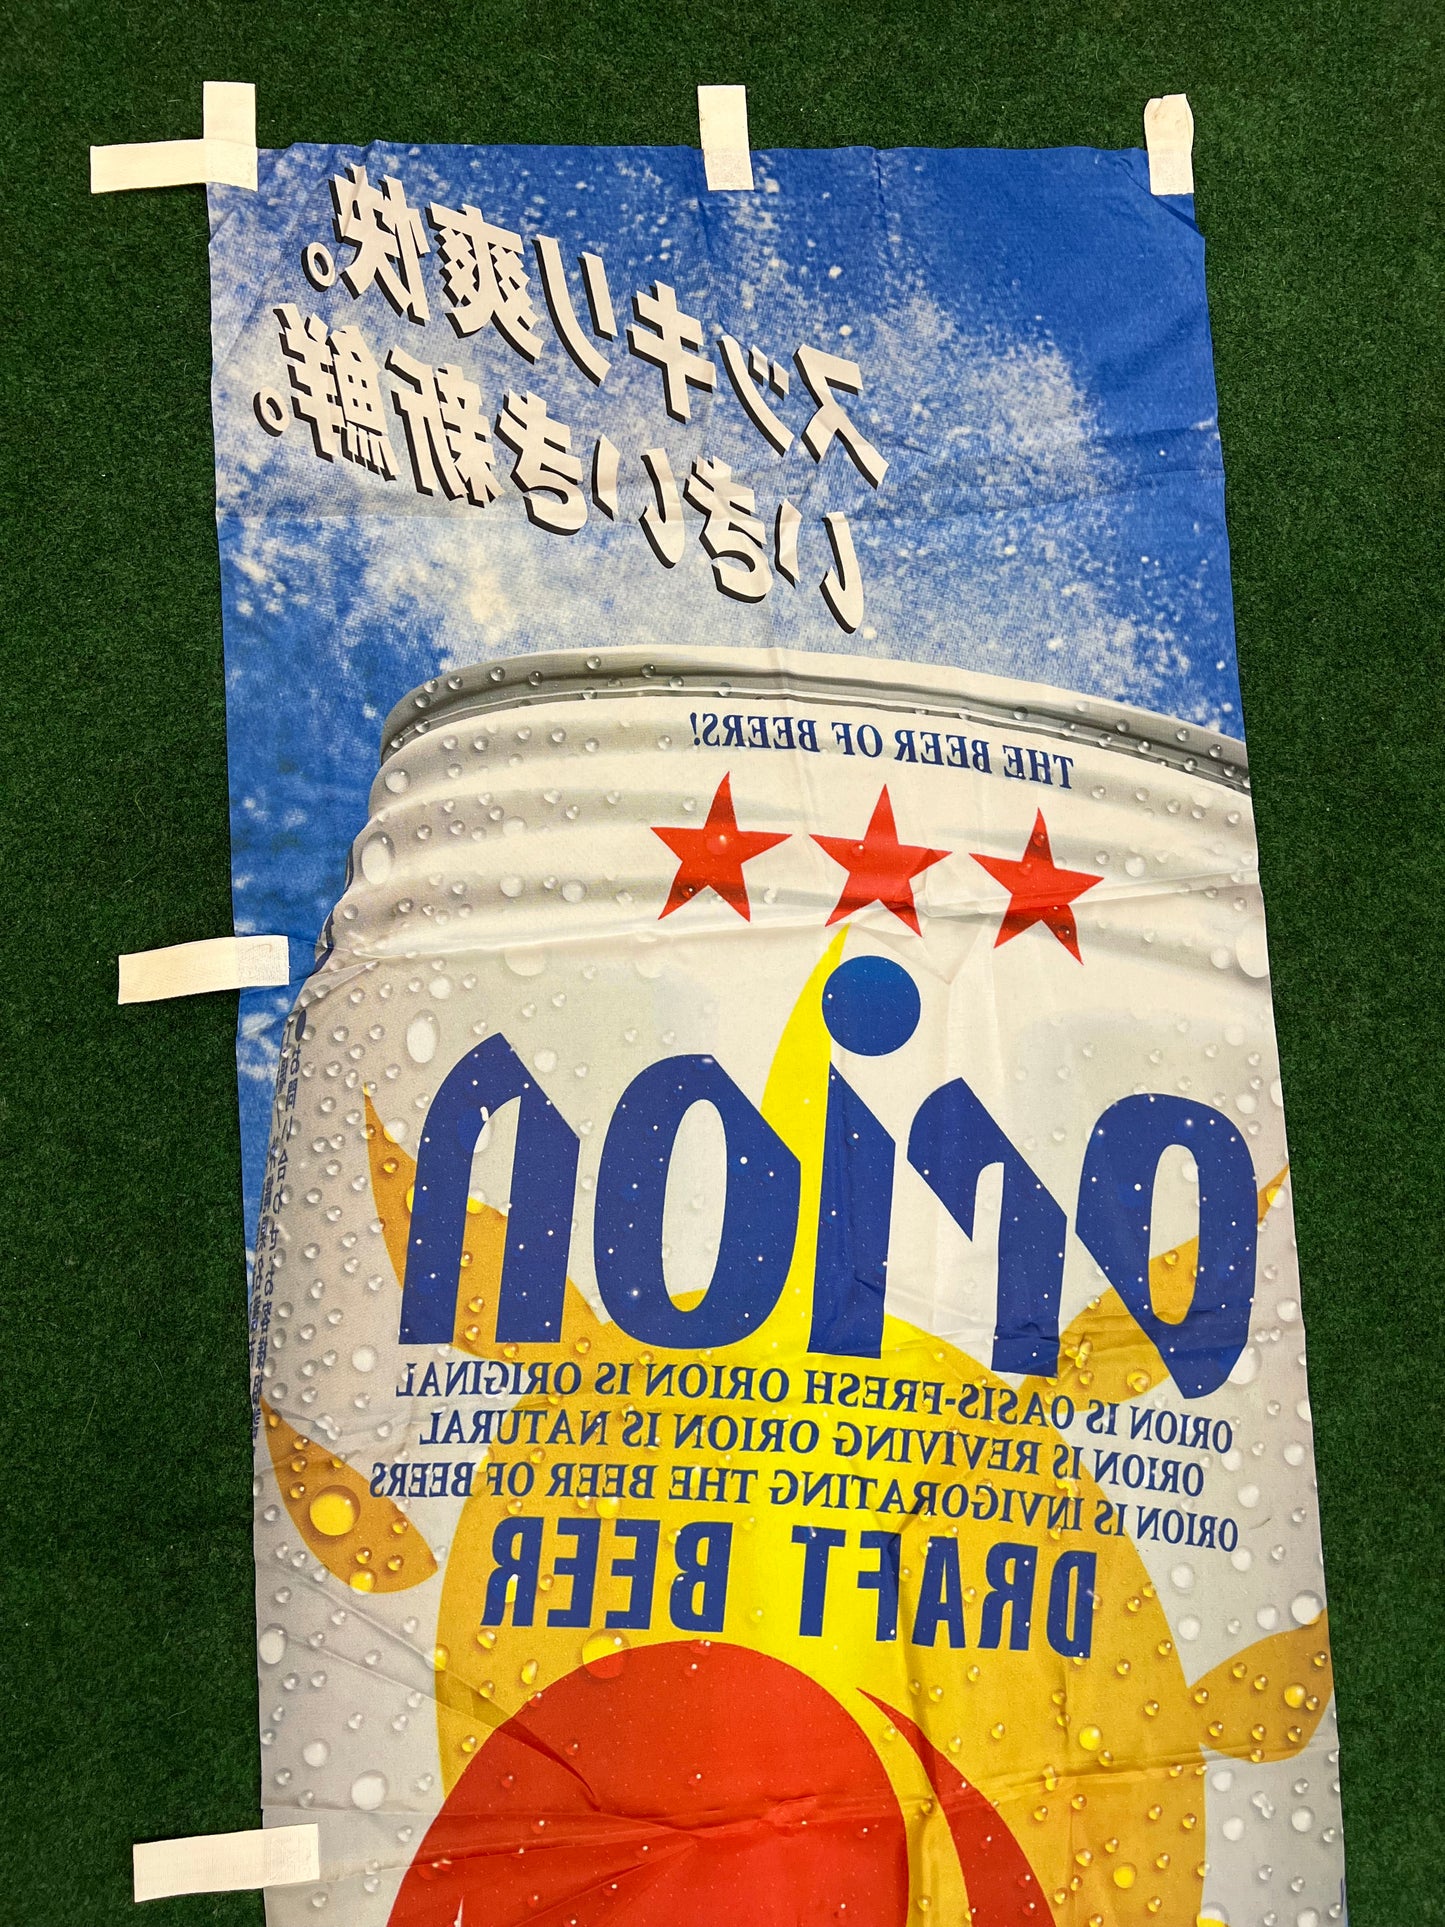 スッキリ爽快。
いきいき新鮮。
THE BEER OF BEERS!
orion
ORION IS OASIS-FRESH ORION IS ORIGINAL
ORION IS REVIVING ORION IS NATURAL
ORION IS INVIGORATING THE BEER OF BEERS
DRAFT BEER